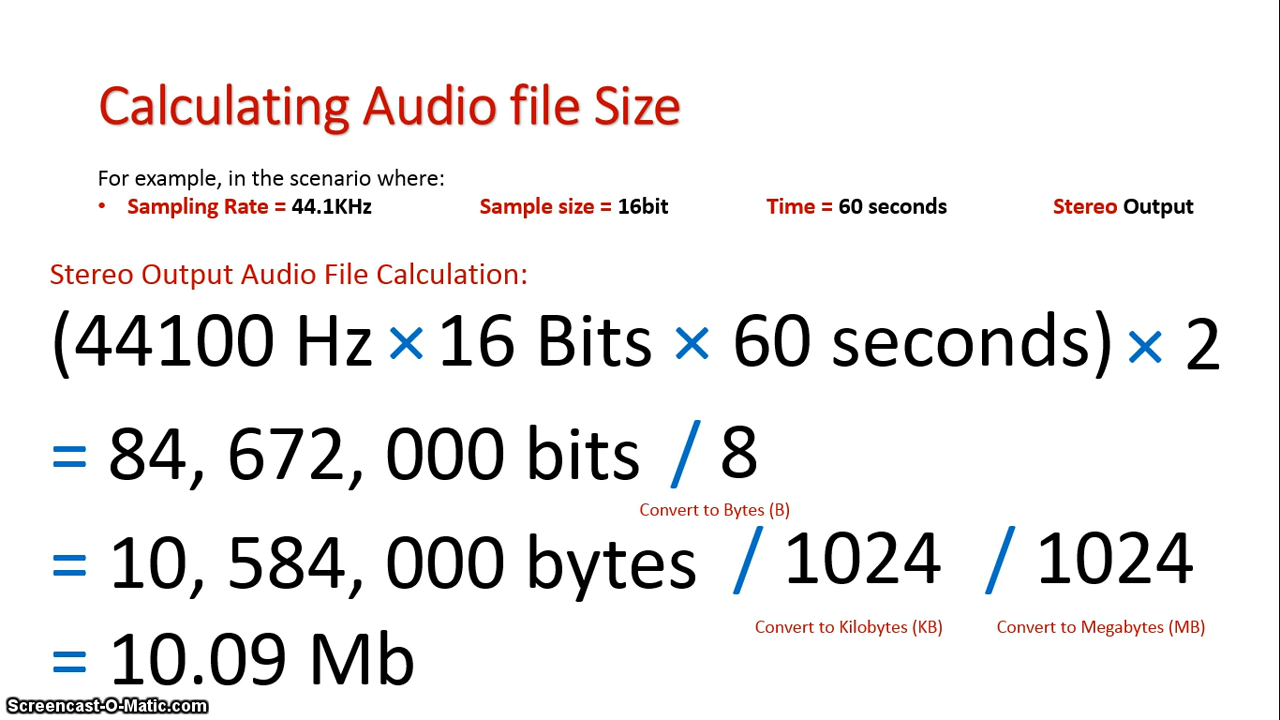 Calculating Audio file Size
For example, in the scenario where:
• Sampling Rate = 44.1KHz Sample size = 16bit Time = 60 seconds Stereo Output
Stereo Output Audio File Calculation:
(44100 Hz × 16 Bits × 60 seconds) × 2
= 84, 672, 000 bits / 8
Convert to Bytes (B)
= 10, 584, 000 bytes / 1024 / 1024
Convert to Kilobytes (KB) Convert to Megabytes (MB)
= 10.09 Mb
Screencast-O-Matic.com